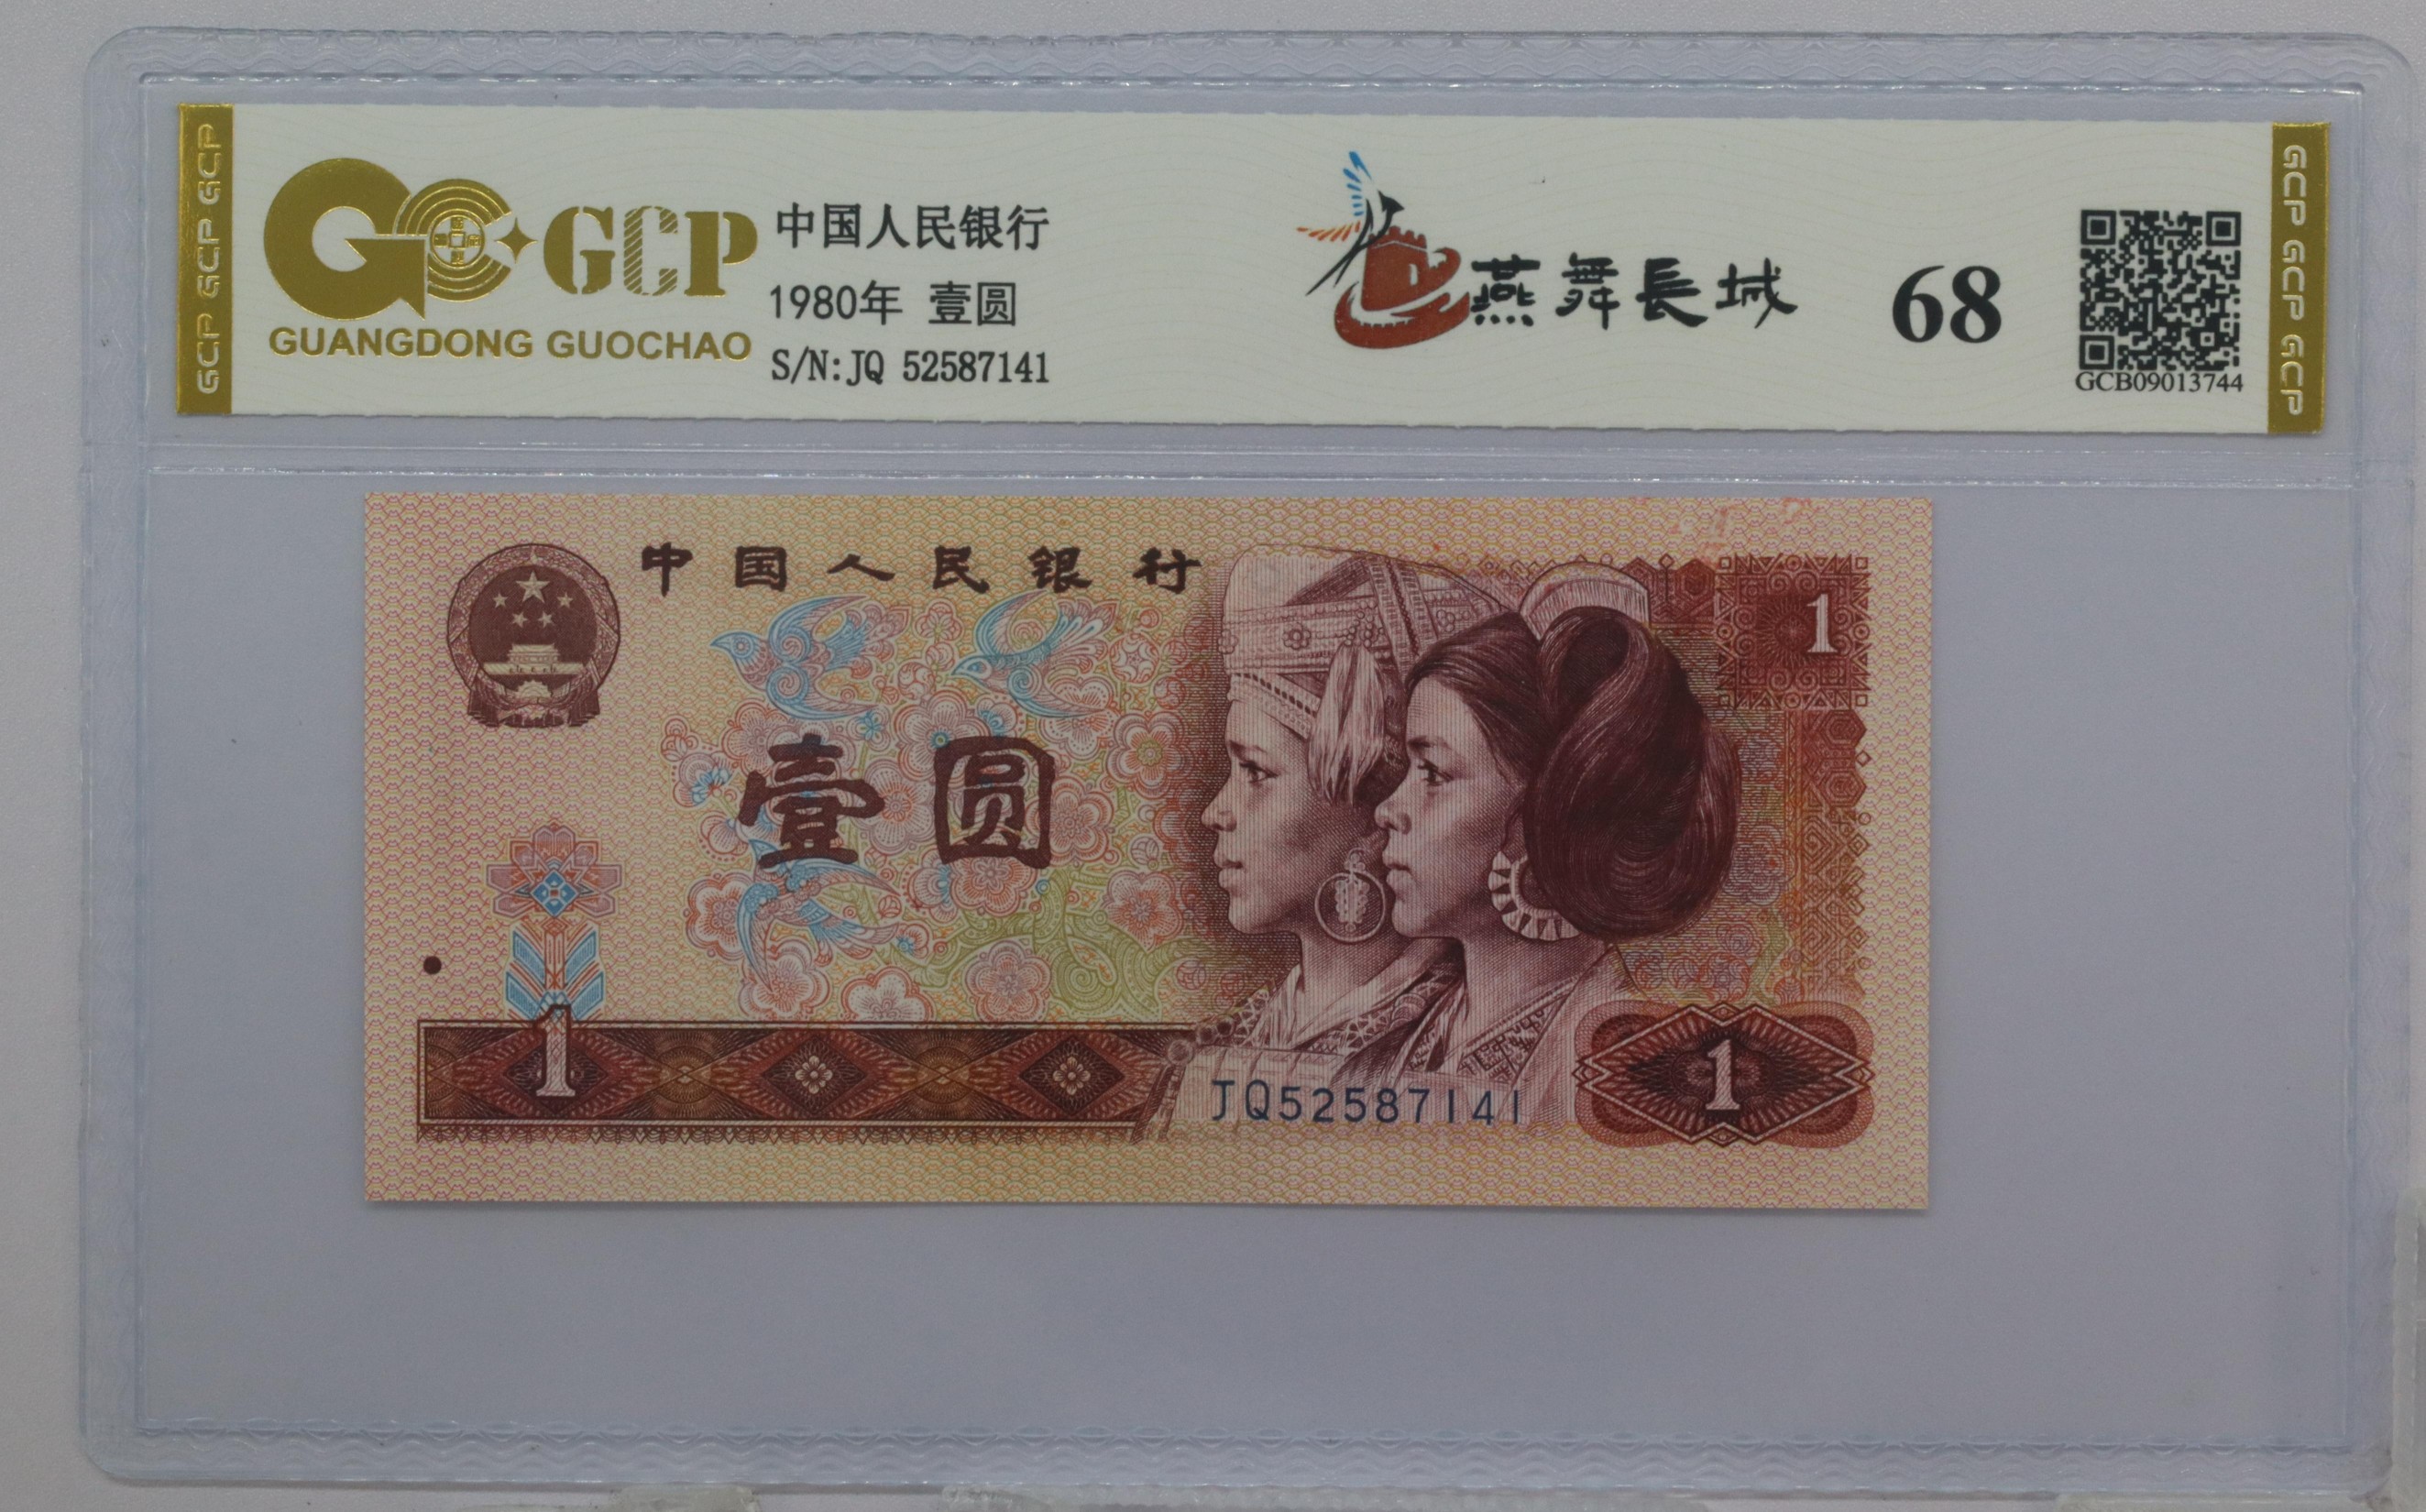 GCP GCP GCP
GCP
GUANGDONG GUOCHAO
中国人民银行
1980年 壹圆
S/N:JQ 52587141
燕舞長城
68
GCB09013744
GCP GCP GCP
中国人民银行
1
壹圆
1
JQ52587141
1